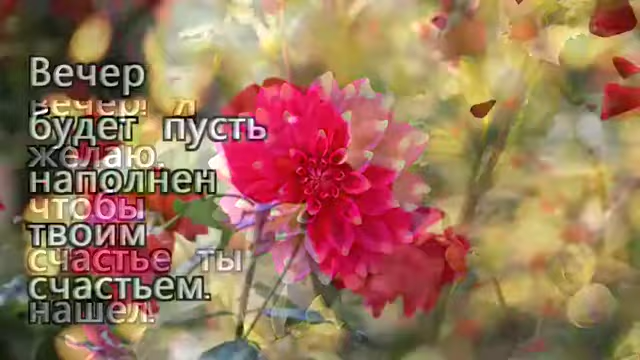 Вечер
вечер! Я
будет пусть
желаю,
наполнен
чтобы
твоим
счастье ты
счастьем.
нашел.